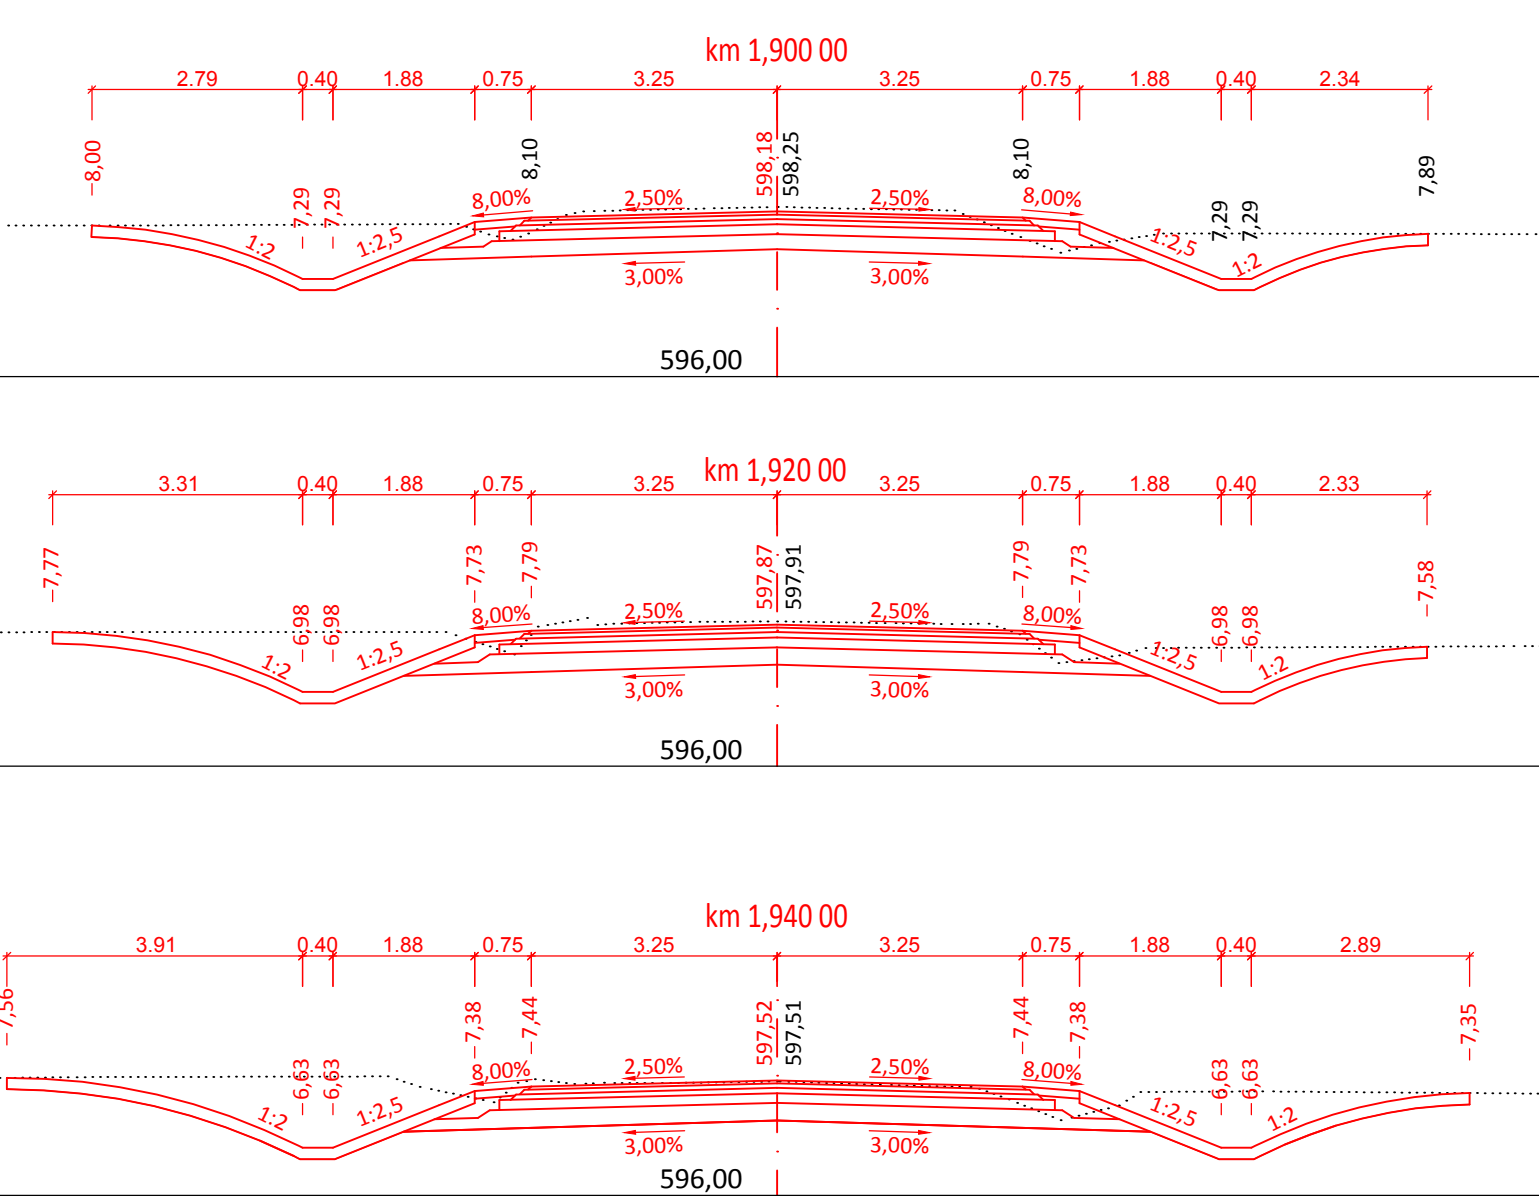 km 1,900 00
2.79 0.40 1.88 0.75 3.25 3.25 0.75 1.88 0.40 2.34
8,00 7,29 7,29 8,10 598,18 598,25 8,10 7,29 7,29 7,89
8,00% 2,50% 2,50% 8,00%
1:2 1:2,5 1:2,5 1:2
3,00% 3,00%
596,00
km 1,920 00
3.31 0.40 1.88 0.75 3.25 3.25 0.75 1.88 0.40 2.33
7,77 6,98 6,98 7,73 7,79 597,87 597,91 7,79 7,73 6,98 6,98 7,58
8,00% 2,50% 2,50% 8,00%
1:2 1:2,5 1:2,5 1:2
3,00% 3,00%
596,00
km 1,940 00
3.91 0.40 1.88 0.75 3.25 3.25 0.75 1.88 0.40 2.89
7,56 6,63 6,63 7,38 7,44 597,52 597,51 7,44 7,38 6,63 6,63 7,35
8,00% 2,50% 2,50% 8,00%
1:2 1:2,5 1:2,5 1:2
3,00% 3,00%
596,00